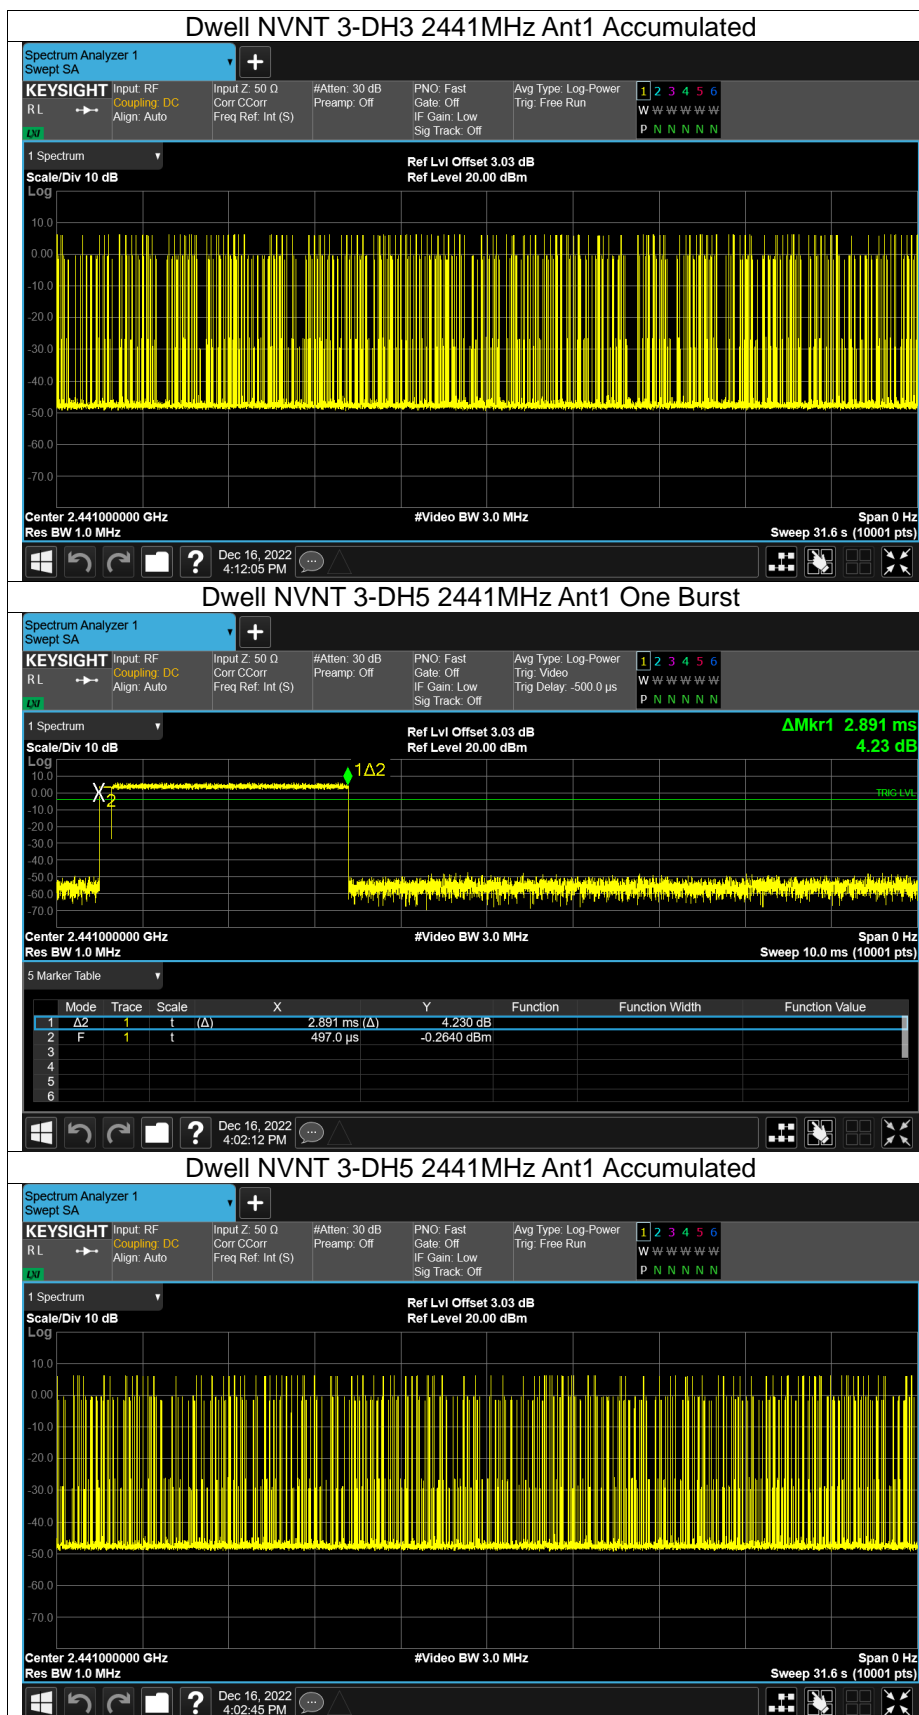 Dwell NVNT 3-DH3 2441MHz Ant1 Accumulated
Spectrum Analyzer 1
Swept SA
+
KEYSIGHT Input: RF Input Z: 50 Ω #Atten: 30 dB PNO: Fast Avg Type: Log-Power 1 2 3 4 5 6
RL Coupling: DC Corr CCorr Preamp: Off Gate: Off Trig: Free Run W W W W W W
Align: Auto Freq Ref: Int (S) IF Gain: Low
LXI Sig Track: Off P N N N N N
1 Spectrum
Ref Lvl Offset 3.03 dB
Scale/Div 10 dB Ref Level 20.00 dBm
Log
10.0
0.00
-10.0
-20.0
-30.0
-40.0
-50.0
-60.0
-70.0
Center 2.441000000 GHz #Video BW 3.0 MHz Span 0 Hz
Res BW 1.0 MHz Sweep 31.6 s (10001 pts)
? Dec 16, 2022
4:12:05 PM
Dwell NVNT 3-DH5 2441MHz Ant1 One Burst
Spectrum Analyzer 1
Swept SA
+
KEYSIGHT Input: RF Input Z: 50 Ω #Atten: 30 dB PNO: Fast Avg Type: Log-Power 1 2 3 4 5 6
RL Coupling: DC Corr CCorr Preamp: Off Gate: Off Trig: Video W W W W W W
Align: Auto Freq Ref: Int (S) IF Gain: Low Trig Delay: -500.0 µs
LXI Sig Track: Off P N N N N N
1 Spectrum
Ref Lvl Offset 3.03 dB ΔMkr1 2.891 ms
Scale/Div 10 dB Ref Level 20.00 dBm 4.23 dB
Log
1Δ2
X2
TRIG LVL
10.0
0.00
-10.0
-20.0
-30.0
-40.0
-50.0
-60.0
-70.0
Center 2.441000000 GHz #Video BW 3.0 MHz Span 0 Hz
Res BW 1.0 MHz Sweep 10.0 ms (10001 pts)
5 Marker Table
Mode Trace Scale X Y Function Function Width Function Value
1 Δ2 1 t (Δ) 2.891 ms (Δ) 4.230 dB
2 F 1 t 497.0 µs -0.2640 dBm
3
4
5
6
? Dec 16, 2022
4:02:12 PM
Dwell NVNT 3-DH5 2441MHz Ant1 Accumulated
Spectrum Analyzer 1
Swept SA
+
KEYSIGHT Input: RF Input Z: 50 Ω #Atten: 30 dB PNO: Fast Avg Type: Log-Power 1 2 3 4 5 6
RL Coupling: DC Corr CCorr Preamp: Off Gate: Off Trig: Free Run W W W W W W
Align: Auto Freq Ref: Int (S) IF Gain: Low
LXI Sig Track: Off P N N N N N
1 Spectrum
Ref Lvl Offset 3.03 dB
Scale/Div 10 dB Ref Level 20.00 dBm
Log
10.0
0.00
-10.0
-20.0
-30.0
-40.0
-50.0
-60.0
-70.0
Center 2.441000000 GHz #Video BW 3.0 MHz Span 0 Hz
Res BW 1.0 MHz Sweep 31.6 s (10001 pts)
? Dec 16, 2022
4:02:45 PM